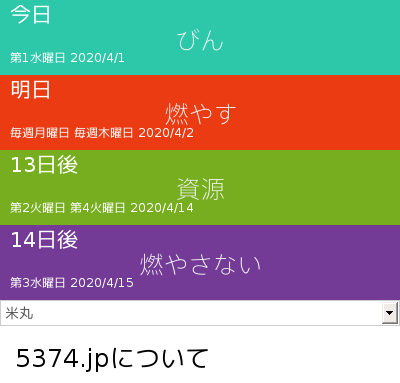 今日
びん
第1水曜日 2020/4/1
明日
燃やす
毎週月曜日 毎週木曜日 2020/4/2
13日後
資源
第2火曜日 第4火曜日 2020/4/14
14日後
燃やさない
第3水曜日 2020/4/15
米丸
5374.jpについて